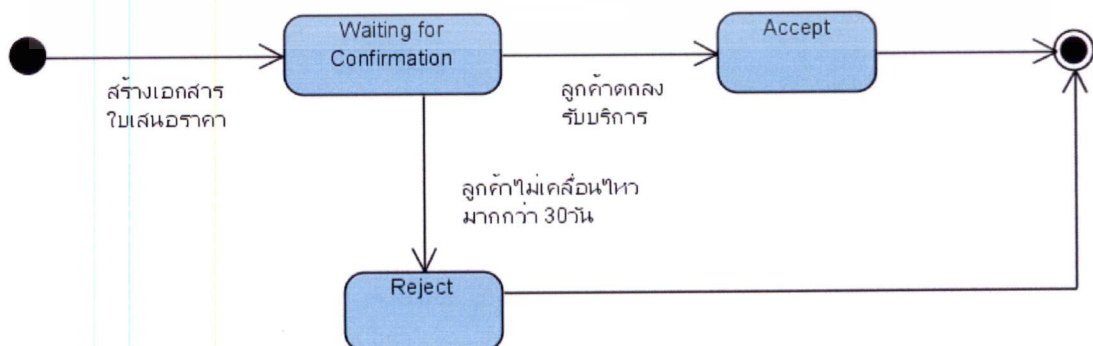 Waiting for
Confirmation
Accept
สร้างเอกสาร
ใบเสนอราคา
ลูกค้าตกลง
รับบริการ
ลูกค้าไม่เคลื่อนไหว
มากกว่า 30วัน
Reject